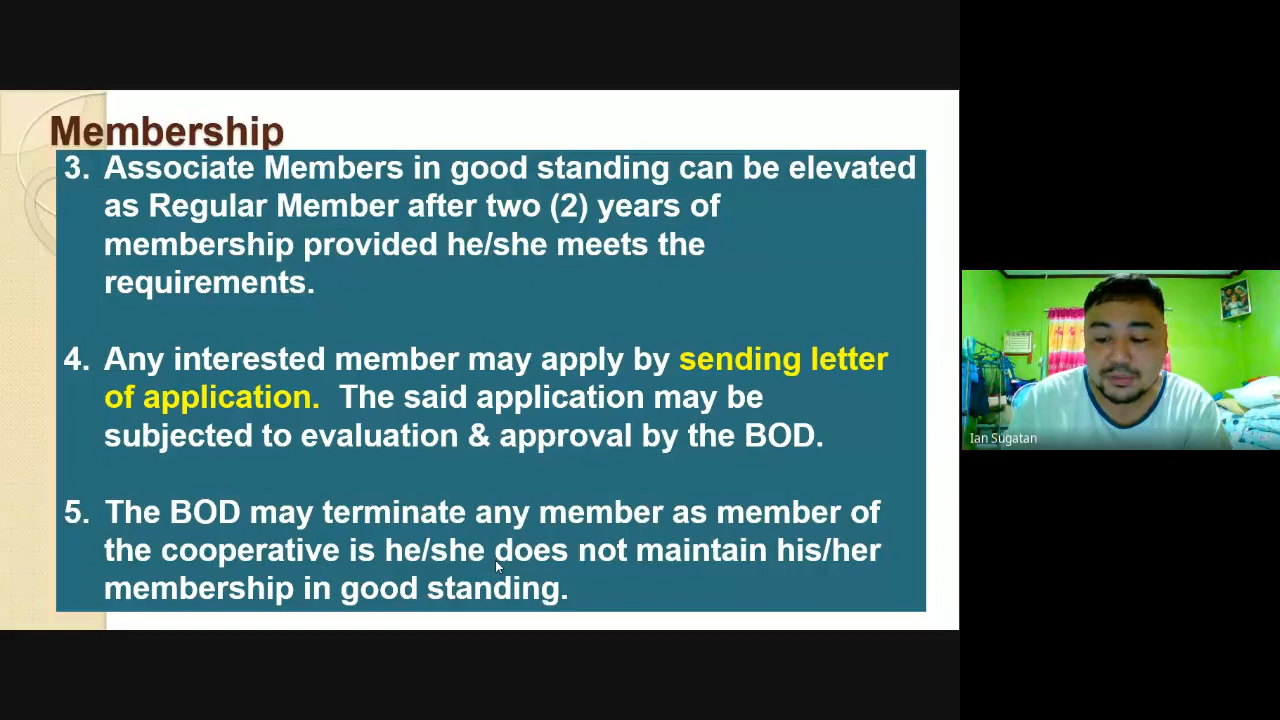 Membership
3. Associate Members in good standing can be elevated
as Regular Member after two (2) years of
membership provided he/she meets the
requirements.
4. Any interested member may apply by sending letter
of application. The said application may be
subjected to evaluation & approval by the BOD.
5. The BOD may terminate any member as member of
the cooperative is he/she does not maintain his/her
membership in good standing.
Ian Sugatan